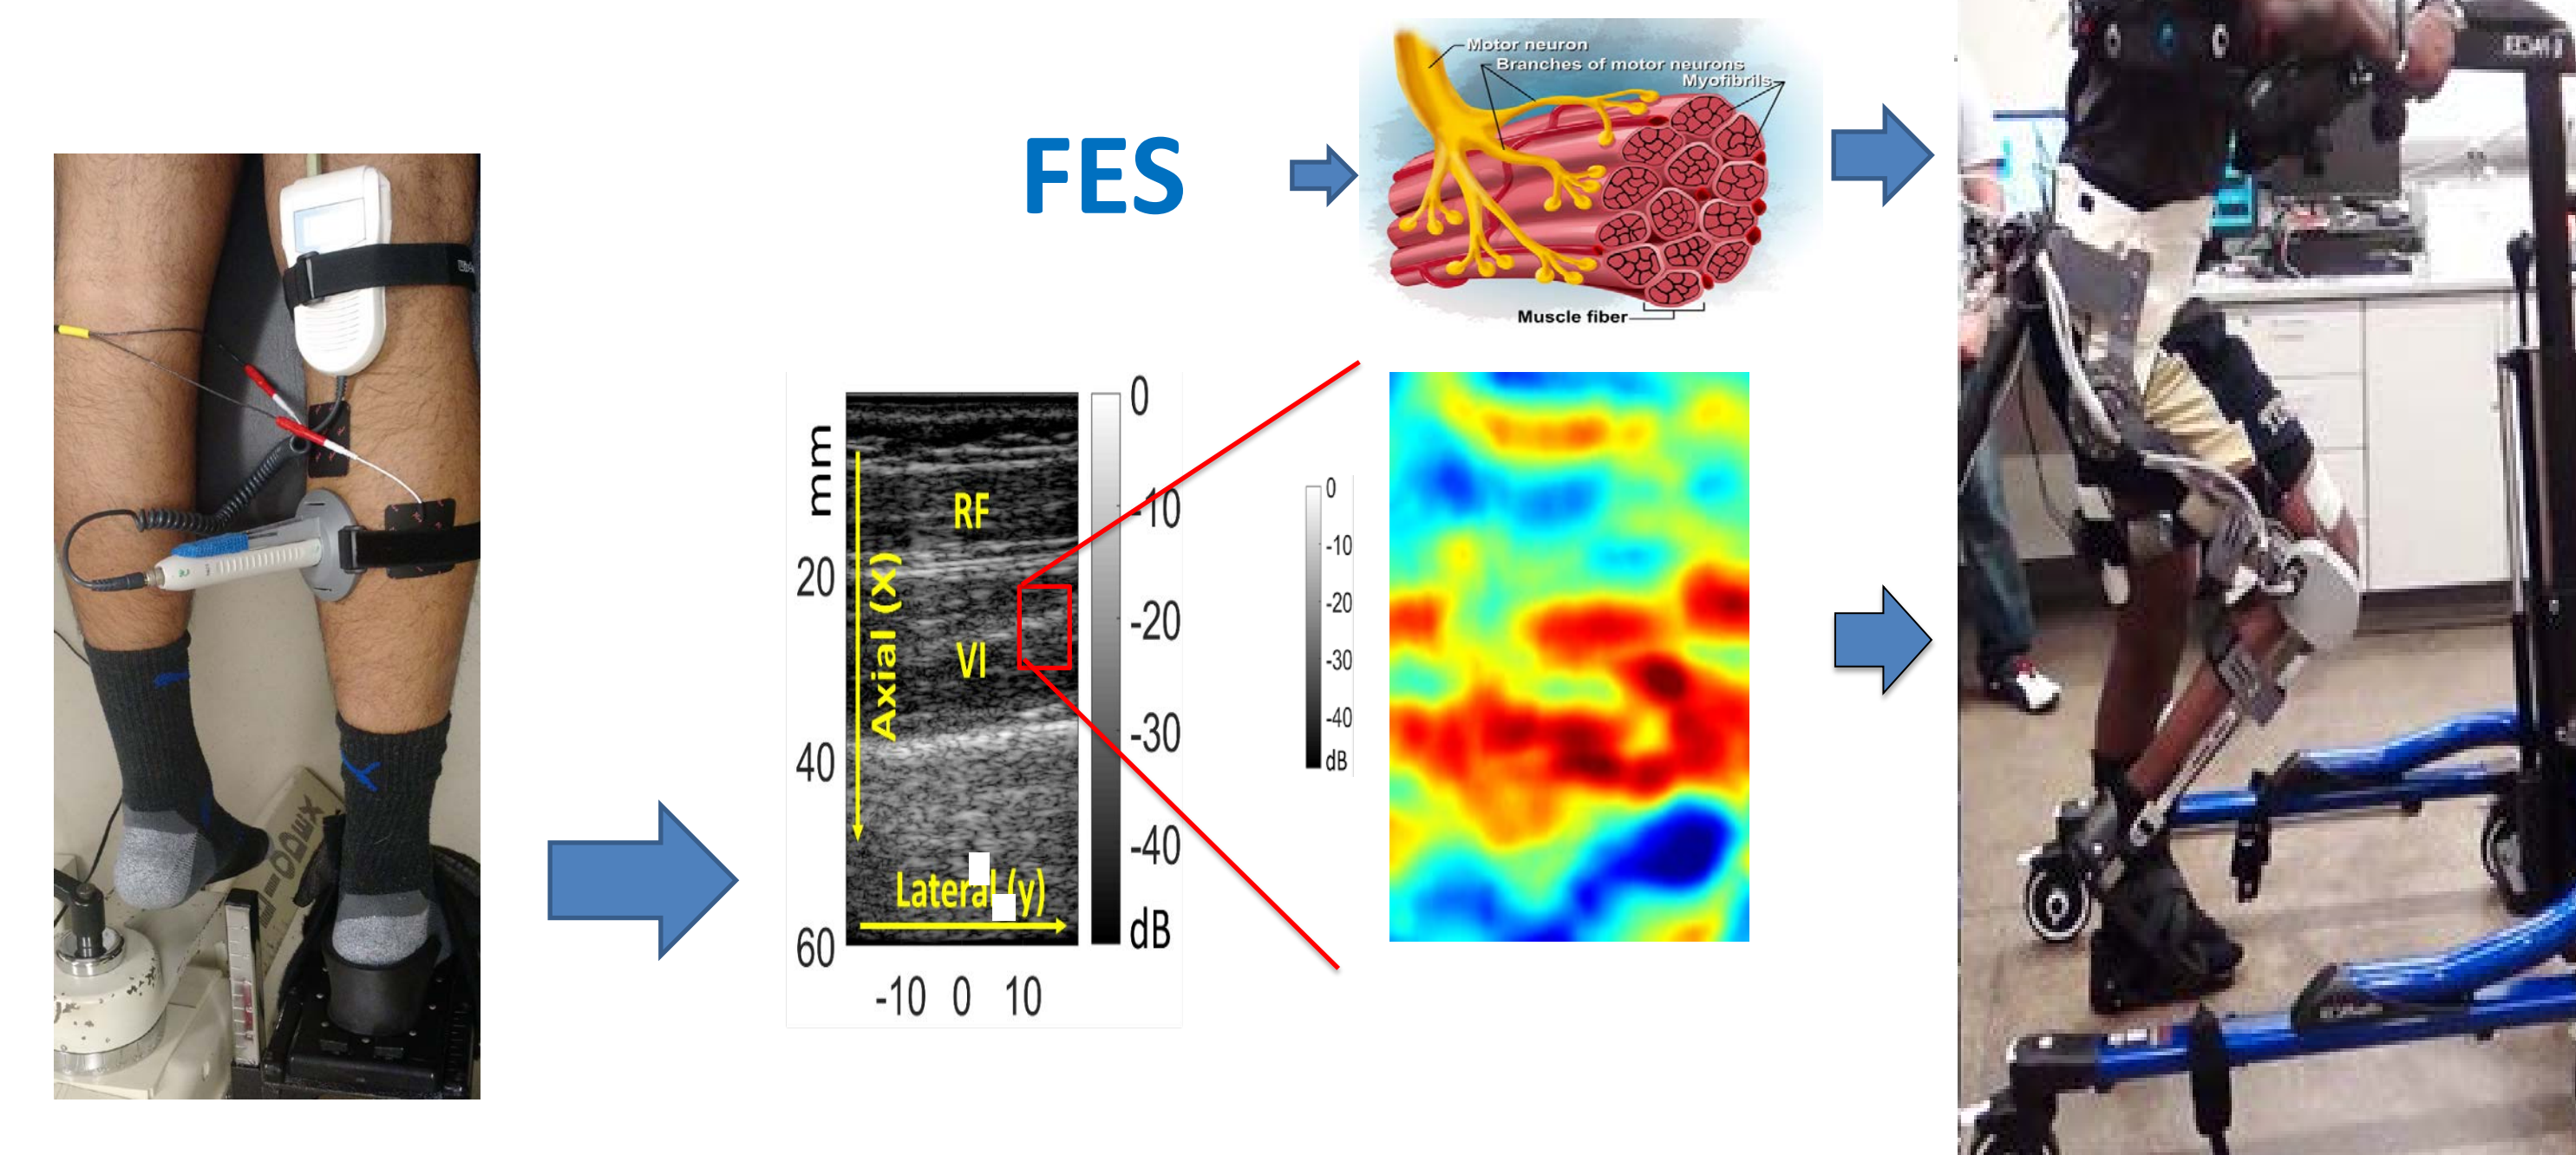 FES
Motor neuron
Branches of motor neurons
Myofibrils
Muscle fiber
mm
20
40
60
Axial (x)
RF
VI
Lateral (y)
-10 0 10
0
-10
-20
-30
-40
dB
0
-10
-20
-30
-40
dB